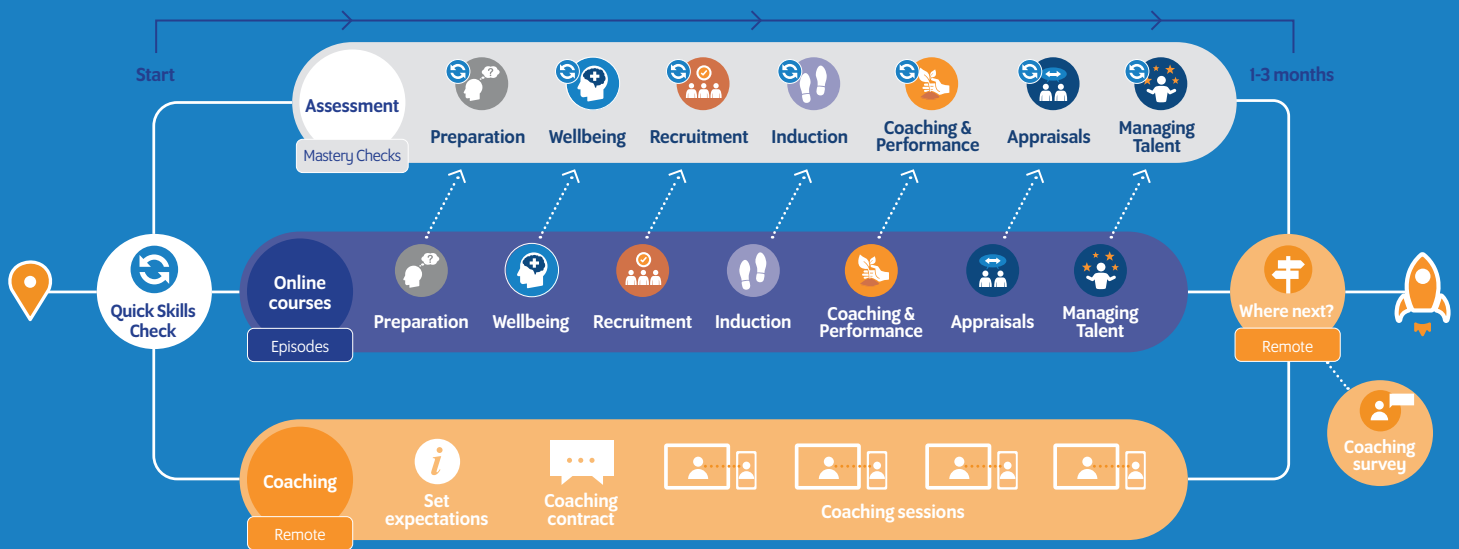 Start
1-3 months
Assessment
Mastery Checks
Preparation
Wellbeing
Recruitment
Induction
Coaching &
Performance
Appraisals
Managing
Talent
Quick Skills
Check
Online
courses
Episodes
?
Preparation
Wellbeing
Recruitment
Induction
Coaching &
Performance
Appraisals
Managing
Talent
Where next?
Remote
Coaching
survey
Coaching
Remote
i
Set
expectations
Coaching
contract
Coaching sessions